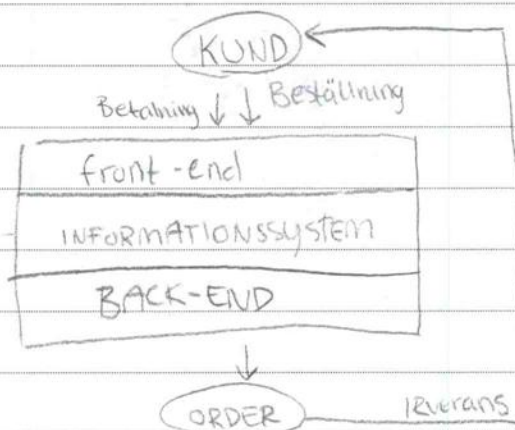 KUND
Betalning Beställning
front-end
INFORMATIONSSYSTEM
BACK-END
ORDER leverans